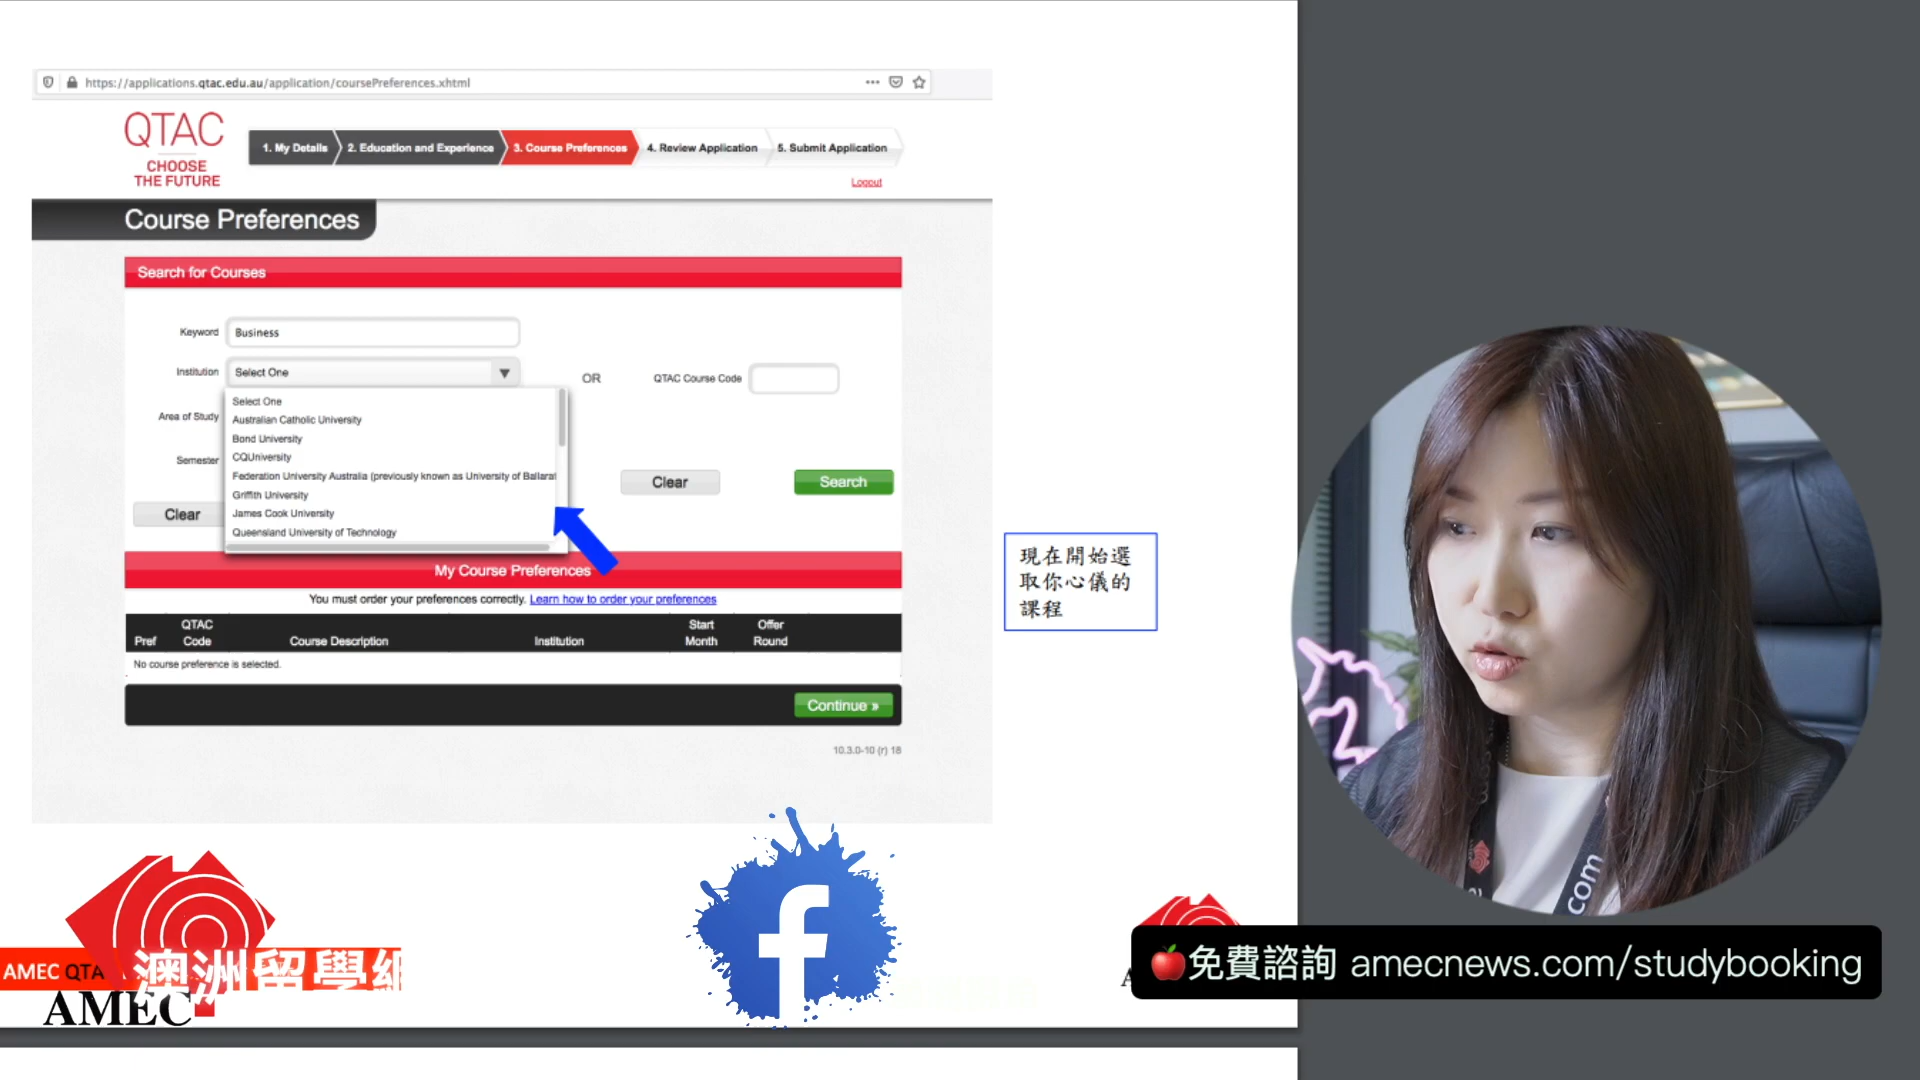 https://applications.qtac.edu.au/application/coursePreferences.xhtml
QTAC
CHOOSE
THE FUTURE
1. My Details
2. Education and Experience
3. Course Preferences
4. Review Application
5. Submit Application
Logout
Course Preferences
Search for Courses
Keyword
Business
Institution
Select One
OR
QTAC Course Code
Select One
Australian Catholic University
Area of Study
Bond University
CQUniversity
Semester
Federation University Australia (previously known as University of Ballarat
Clear
Search
Griffith University
James Cook University
Clear
Queensland University of Technology
My Course Preferences
You must order your preferences correctly. Learn how to order your preferences
Pref
QTAC
Code
Course Description
Institution
Start
Month
Offer
Round
No course preference is selected.
Continue »
10.3.0-10 (r) 18
現在開始選
取你心儀的
課程
AMEC QTA
澳洲留學網
AMEC
f
com
免費諮詢 amecnews.com/studybooking